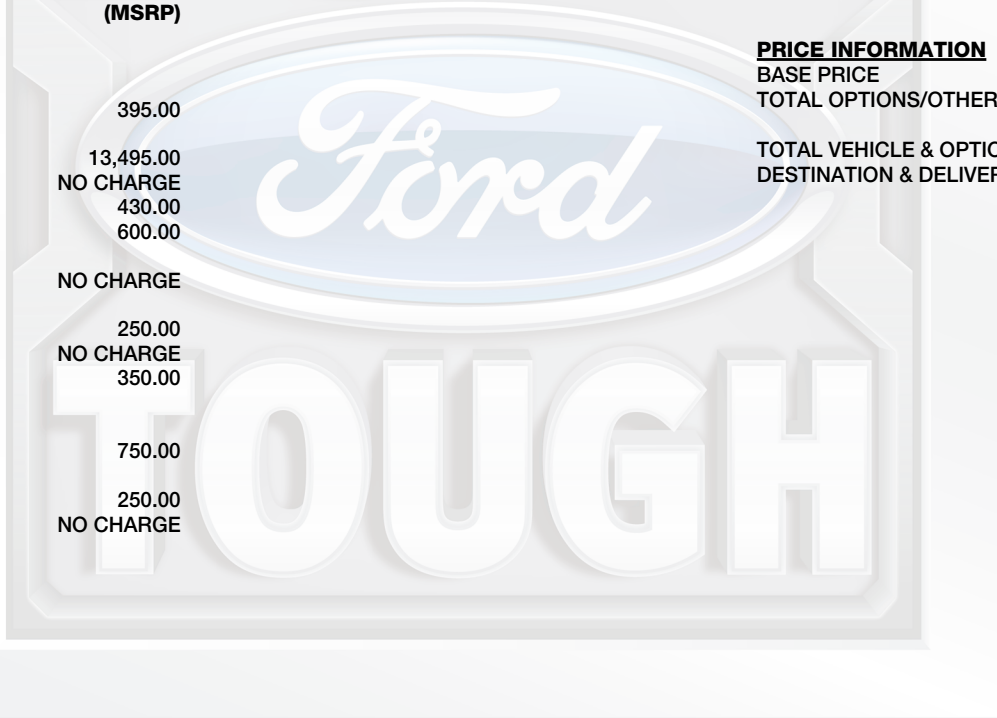 (MSRP)
395.00
13,495.00
NO CHARGE
430.00
600.00
NO CHARGE
250.00
NO CHARGE
350.00
750.00
250.00
NO CHARGE
PRICE INFORMATION
BASE PRICE
TOTAL OPTIONS/OTHER
TOTAL VEHICLE & OPTIO
DESTINATION & DELIVER
Ford
TOUGH